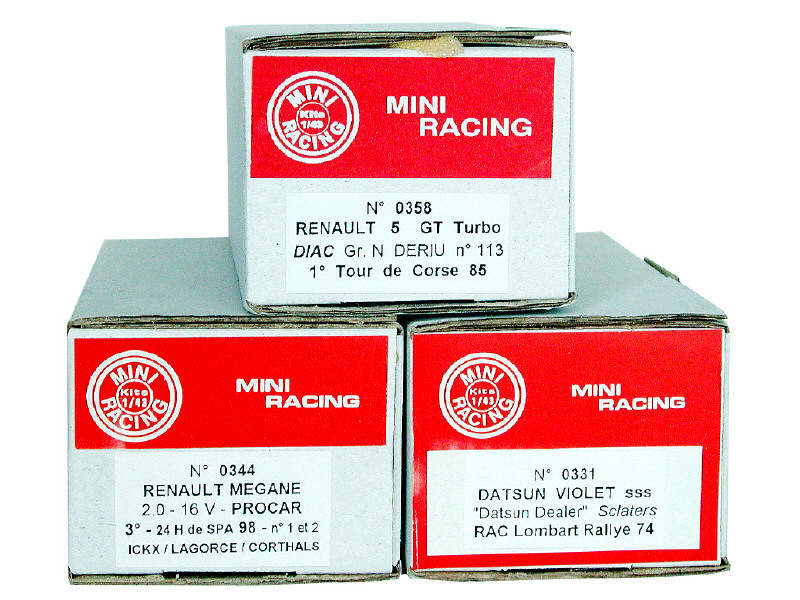 MINI
RACING
Kits
1/43
MINI
RACING
N° 0358
RENAULT 5 GT Turbo
DIAC Gr. N DERIU n° 113
1° Tour de Corse 85
MINI
RACING
Kits
1/43
MINI
RACING
N° 0344
RENAULT MEGANE
2.0 - 16 V - PROCAR
3° - 24 H de SPA 98 - n° 1 et 2
ICKX / LAGORCE / CORTHALS
MINI
RACING
Kits
1/43
MINI
RACING
N° 0331
DATSUN VIOLET sss
"Datsun Dealer" Sclaters
RAC Lombart Rallye 74